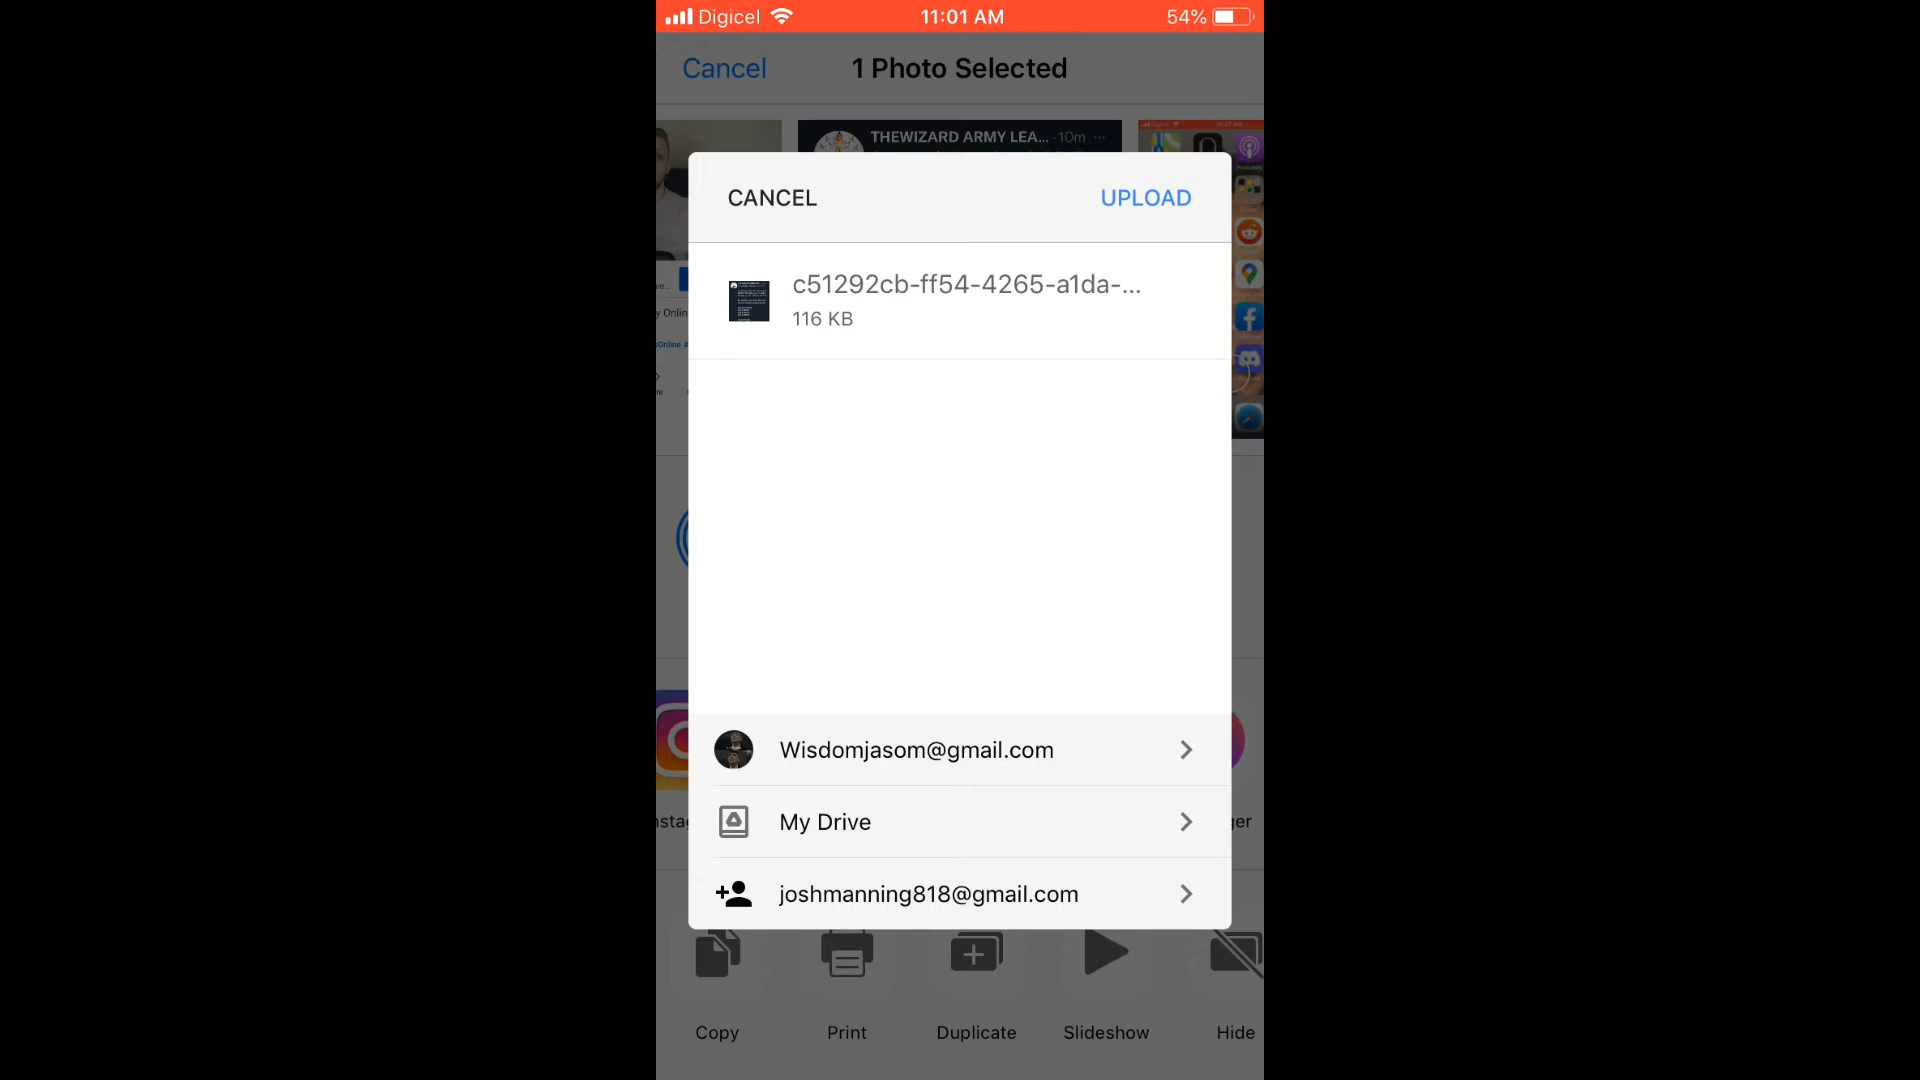 Digicel 11:01 AM 54%
Cancel 1 Photo Selected
THEWIZARD ARMY LEA... · 10m ...
CANCEL UPLOAD
c51292cb-ff54-4265-a1da-...
116 KB
Wisdomjasom@gmail.com
My Drive
joshmanning818@gmail.com
Copy Print Duplicate Slideshow Hide